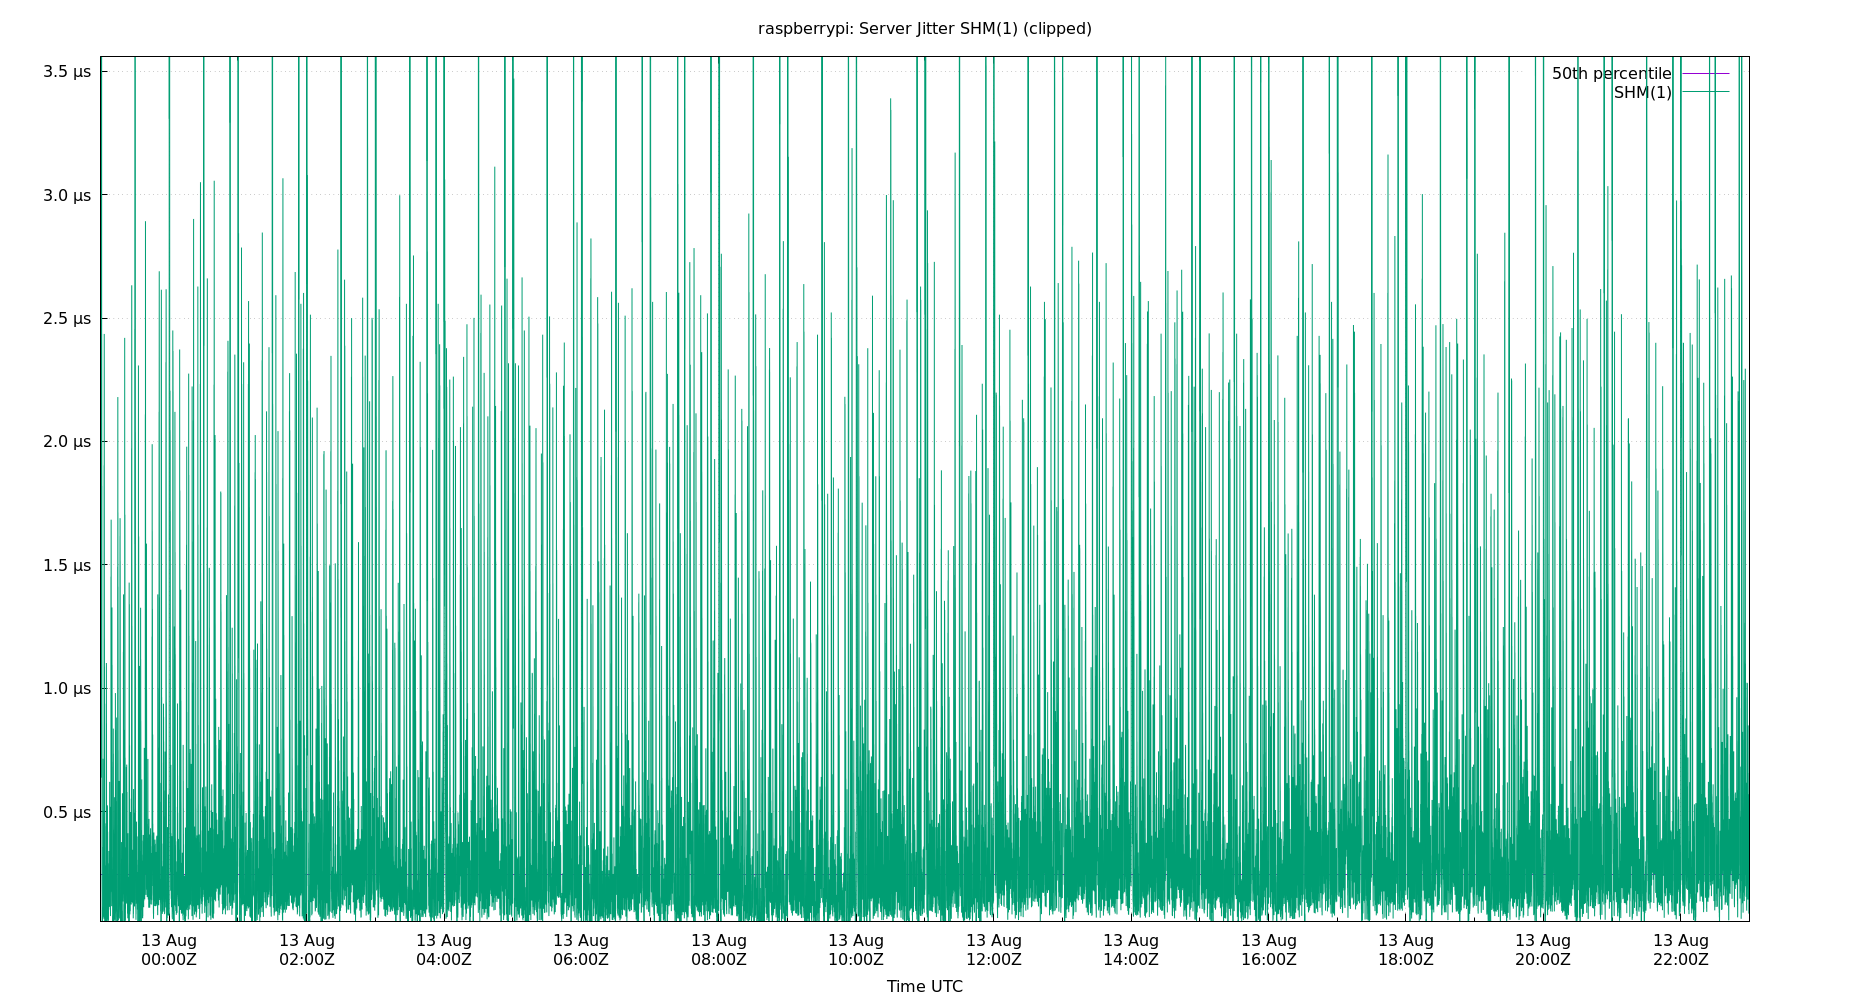 raspberrypi: Server Jitter SHM(1) (clipped)
3.5 µs
50th percentile
SHM(1)
3.0 µs
2.5 µs
2.0 µs
1.5 µs
1.0 µs
0.5 µs
13 Aug 13 Aug 13 Aug 13 Aug 13 Aug 13 Aug 13 Aug 13 Aug 13 Aug 13 Aug 13 Aug 13 Aug
00:00Z 02:00Z 04:00Z 06:00Z 08:00Z 10:00Z 12:00Z 14:00Z 16:00Z 18:00Z 20:00Z 22:00Z
Time UTC